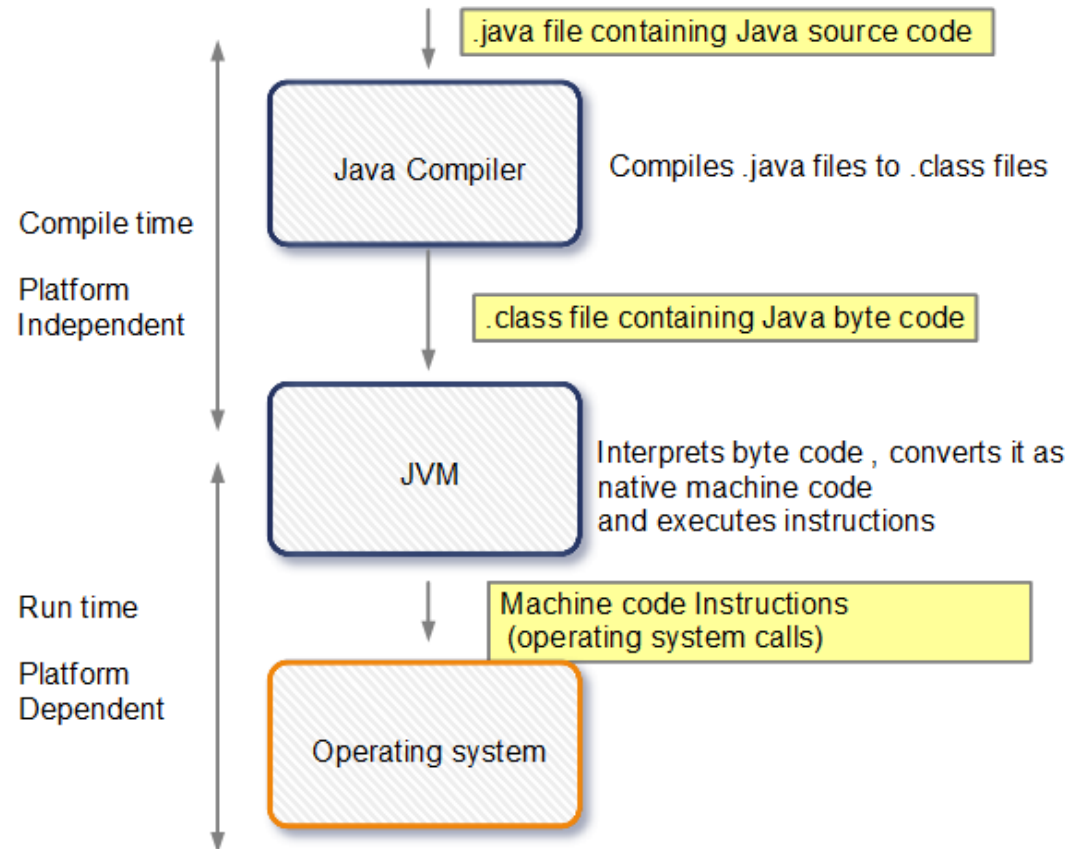 .java file containing Java source code
Java Compiler
Compiles .java files to .class files
Compile time
Platform
Independent
.class file containing Java byte code
JVM
Interprets byte code , converts it as
native machine code
and executes instructions
Run time
Platform
Dependent
Machine code Instructions
(operating system calls)
Operating system